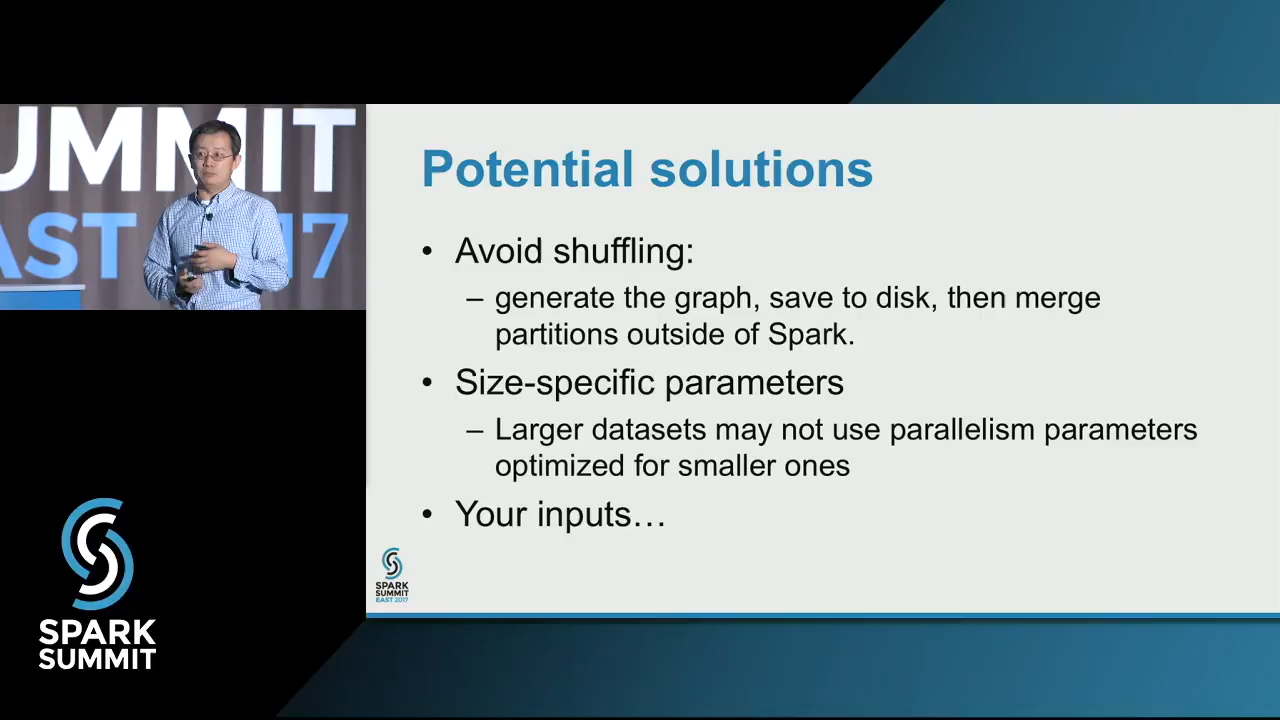 UMMIT
EAST 2017
Potential solutions
• Avoid shuffling:
– generate the graph, save to disk, then merge
partitions outside of Spark.
• Size-specific parameters
– Larger datasets may not use parallelism parameters
optimized for smaller ones
• Your inputs…
SPARK
SUMMIT
EAST 2017
SPARK
SUMMIT